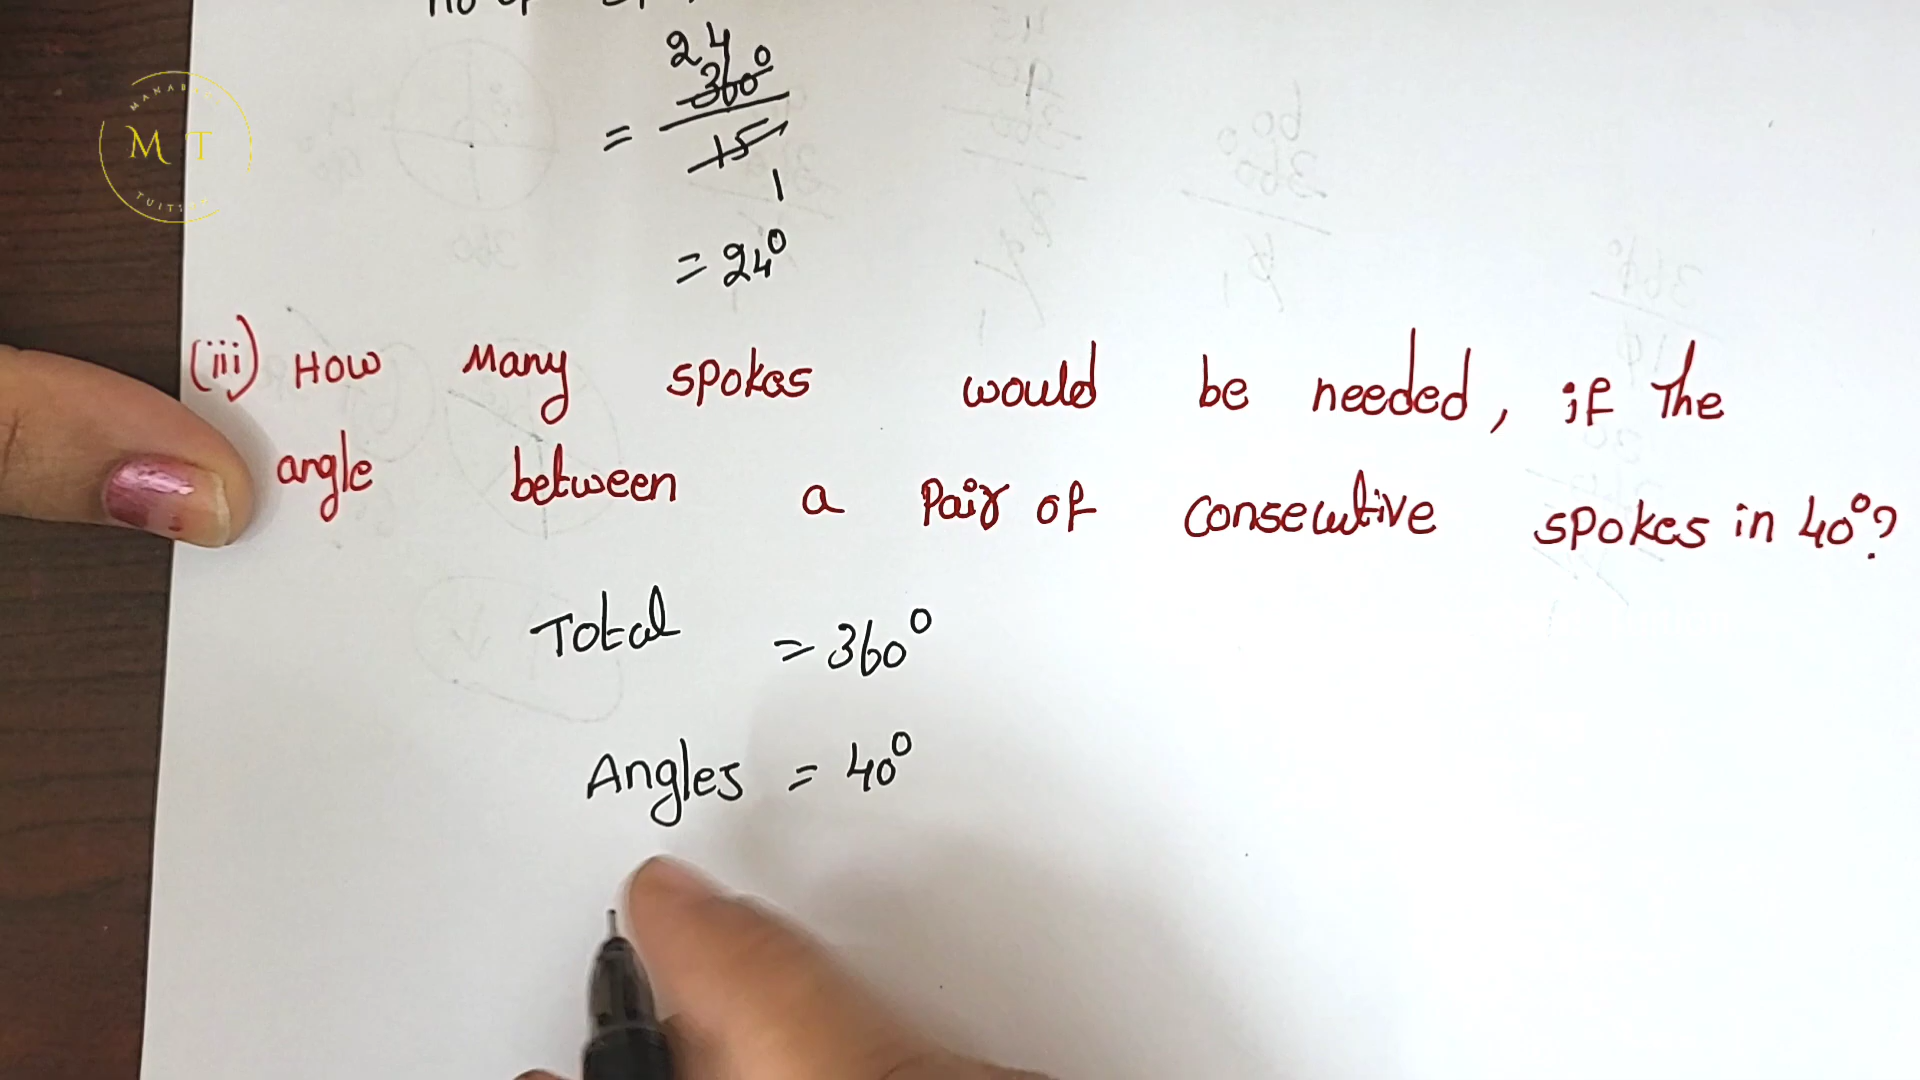 24
360°
= 15
1
= 24°
(iii) How Many spokes would be needed, if the
angle between a Pair of consecutive spokes in 40°?
Total = 360°
Angles = 40°
M T
TUITION